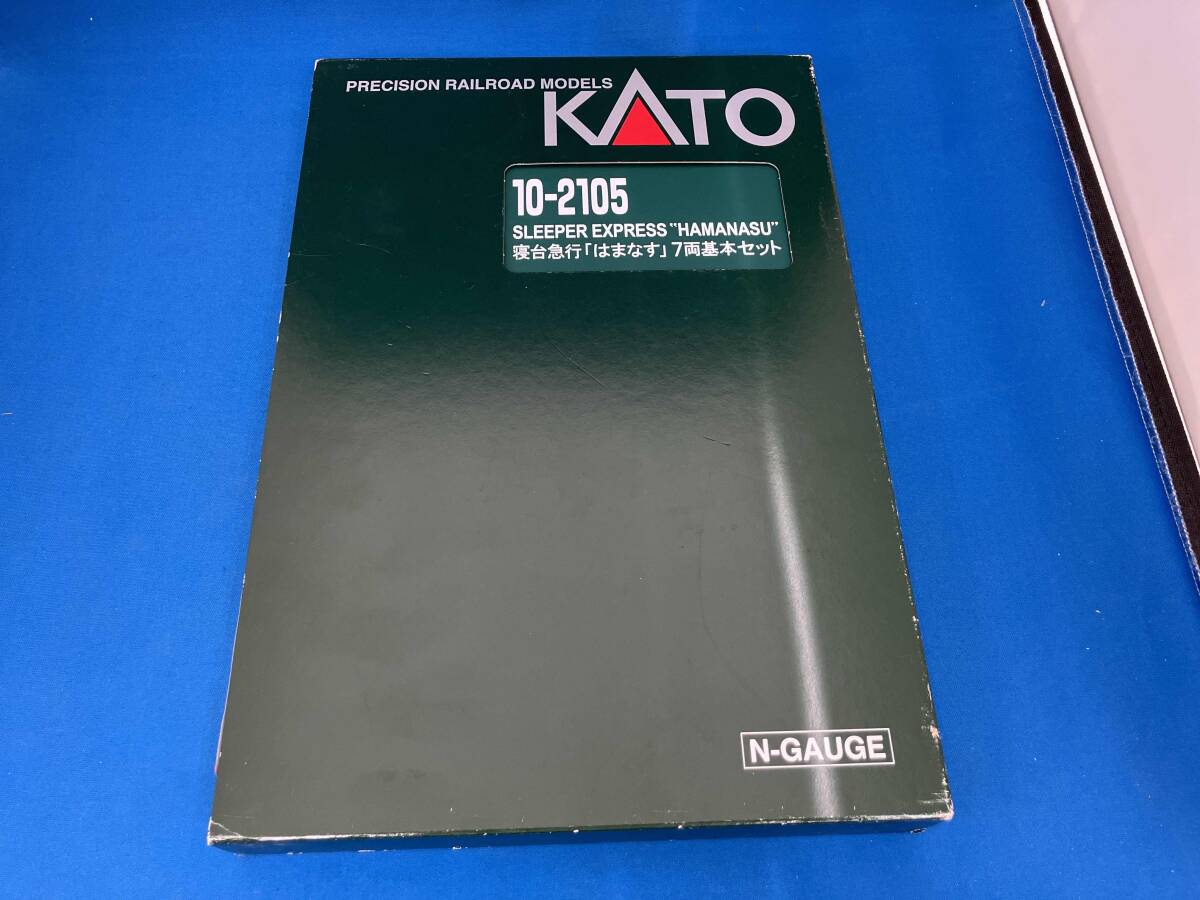 PRECISION RAILROAD MODELS
KATO
10-2105
SLEEPER EXPRESS "HAMANASU"
寝台急行「はまなす」7両基本セット
N-GAUGE